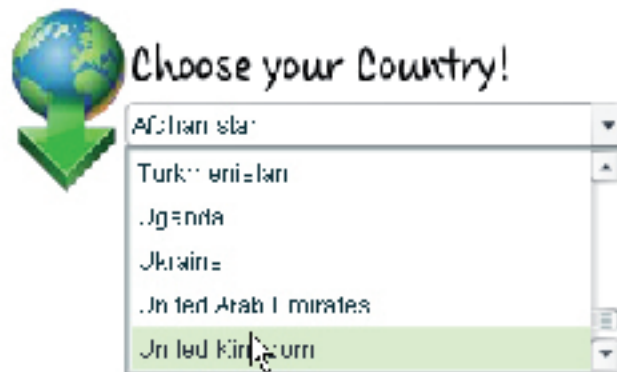 Choose your Country!
Afghanistan
Turkmenistan
Uganda
Ukraine
United Arab Emirates
United Kingdom